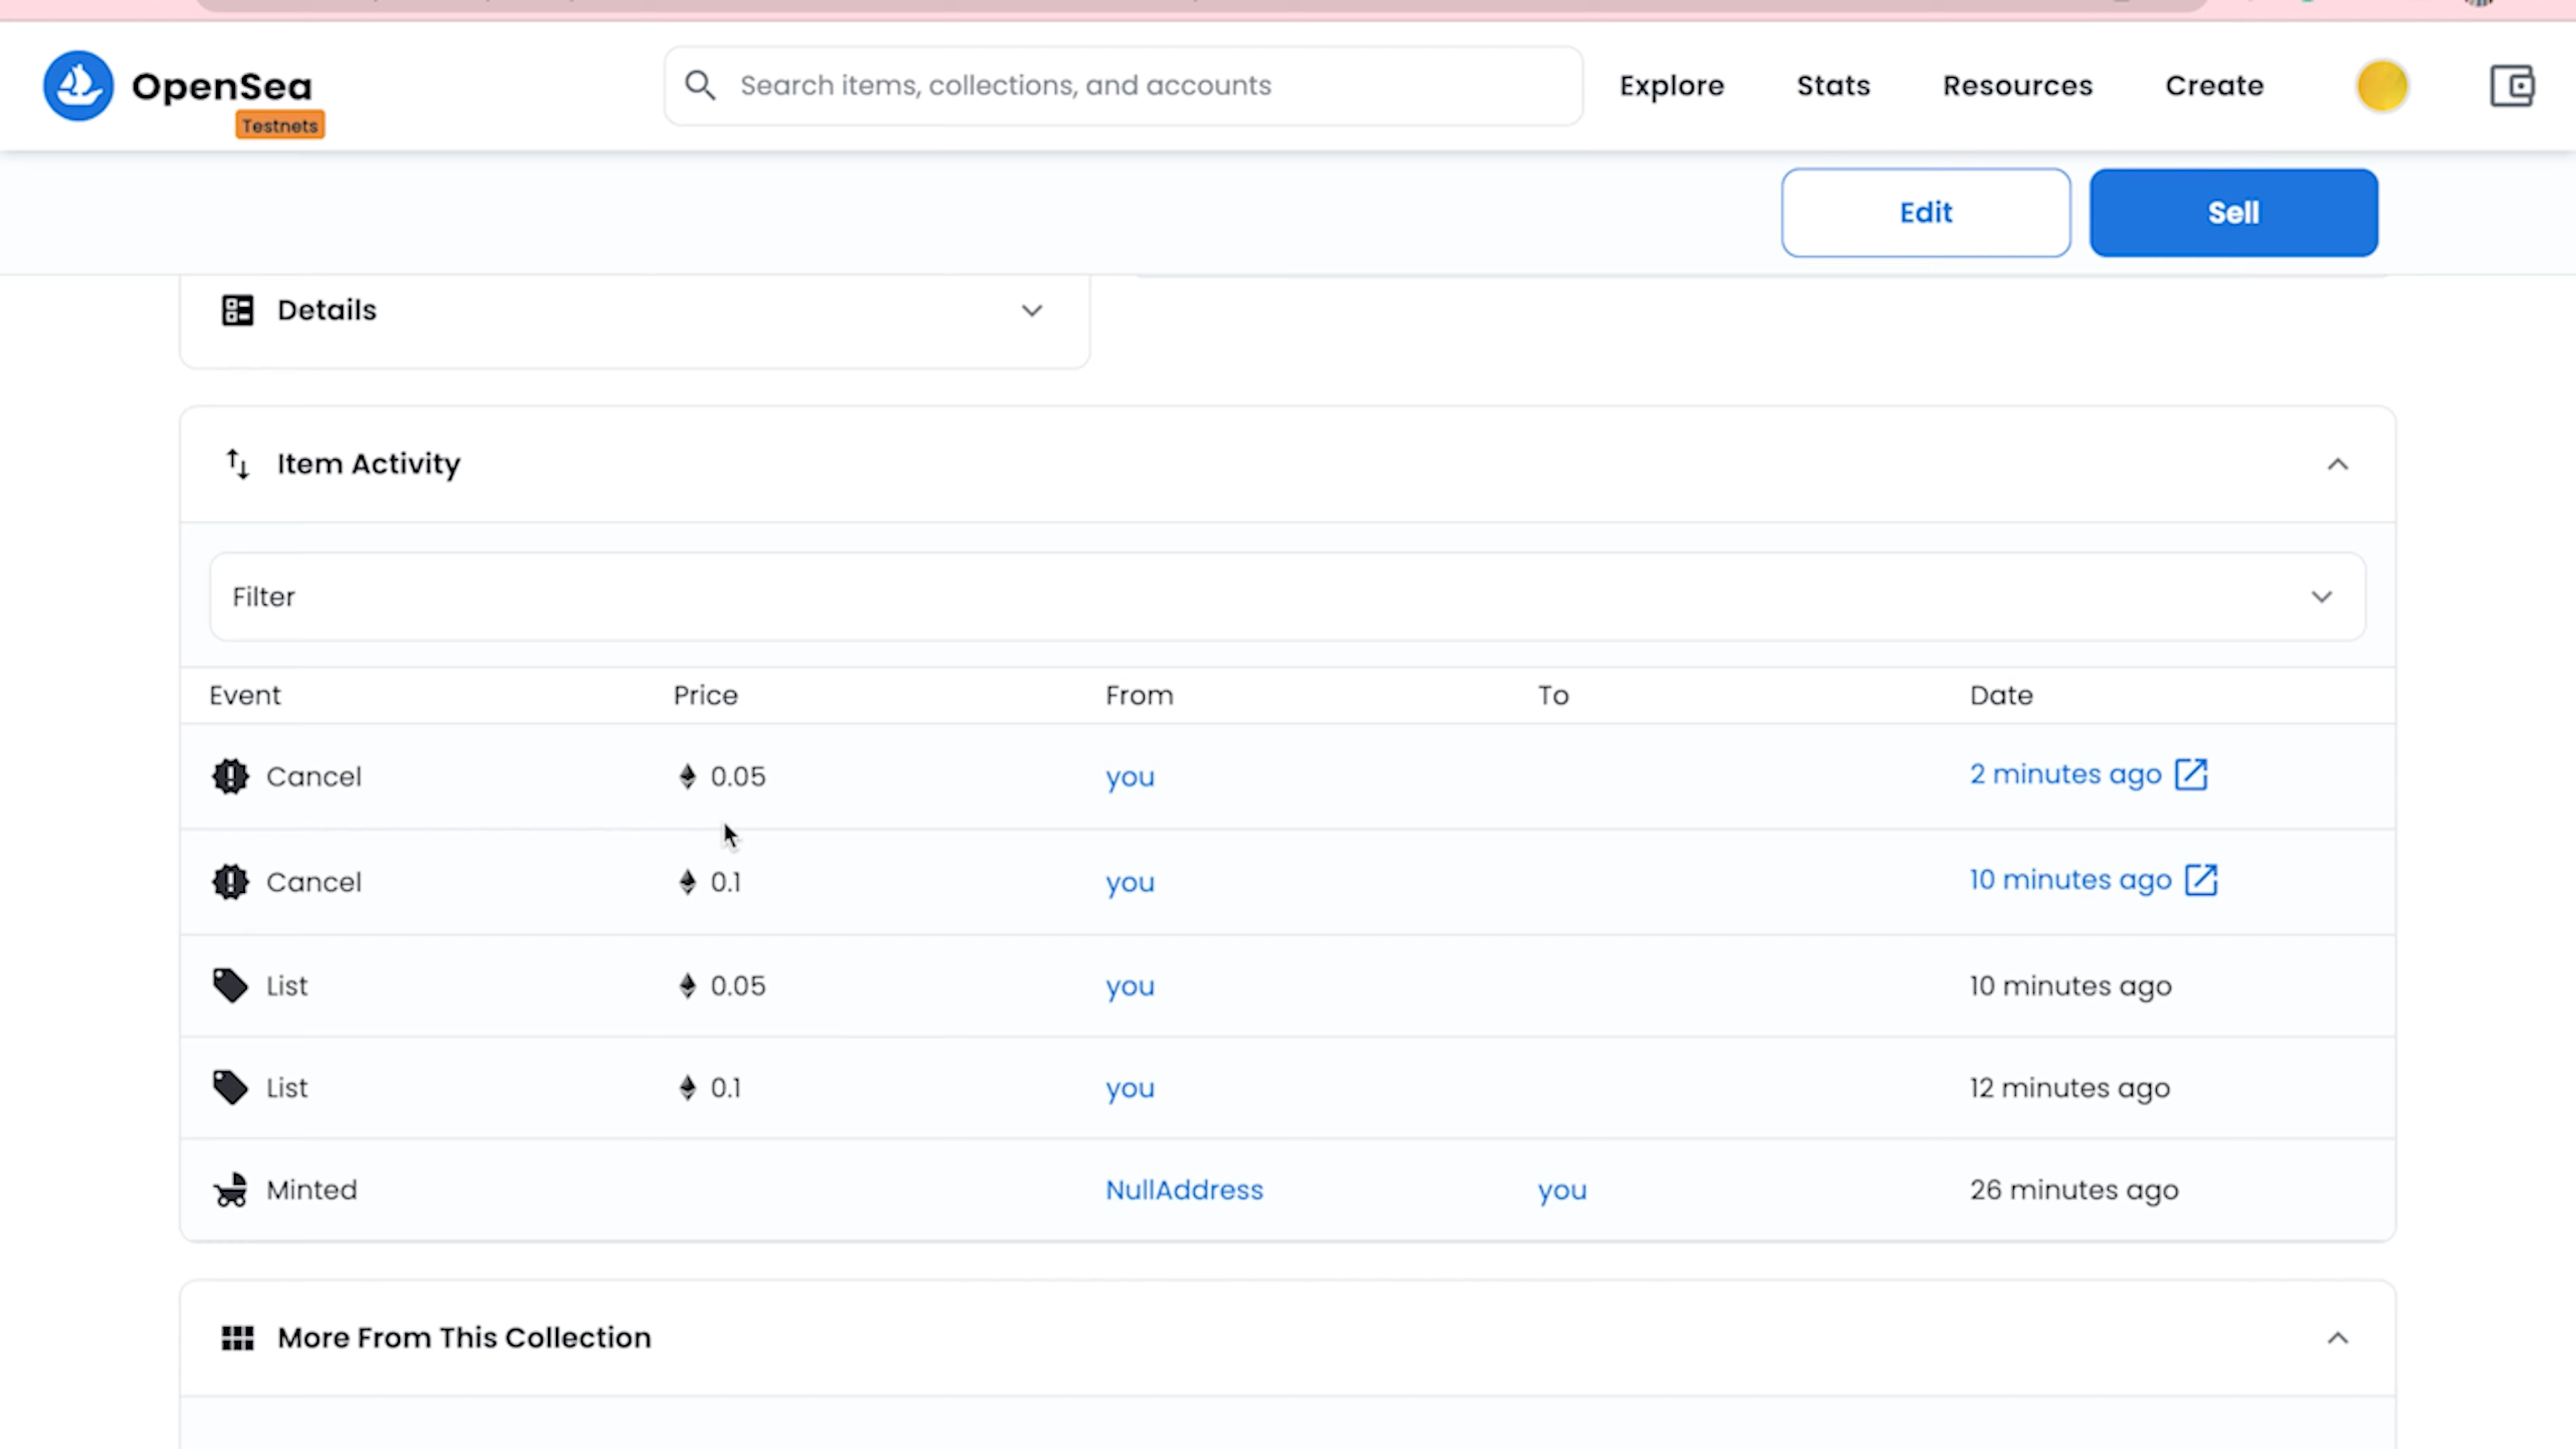 OpenSea
Testnets
Search items, collections, and accounts
Explore
Stats
Resources
Create
Edit
Sell
Details
Item Activity
Filter
Event Price From To Date
Cancel 0.05 you 2 minutes ago
Cancel 0.1 you 10 minutes ago
List 0.05 you 10 minutes ago
List 0.1 you 12 minutes ago
Minted NullAddress you 26 minutes ago
More From This Collection